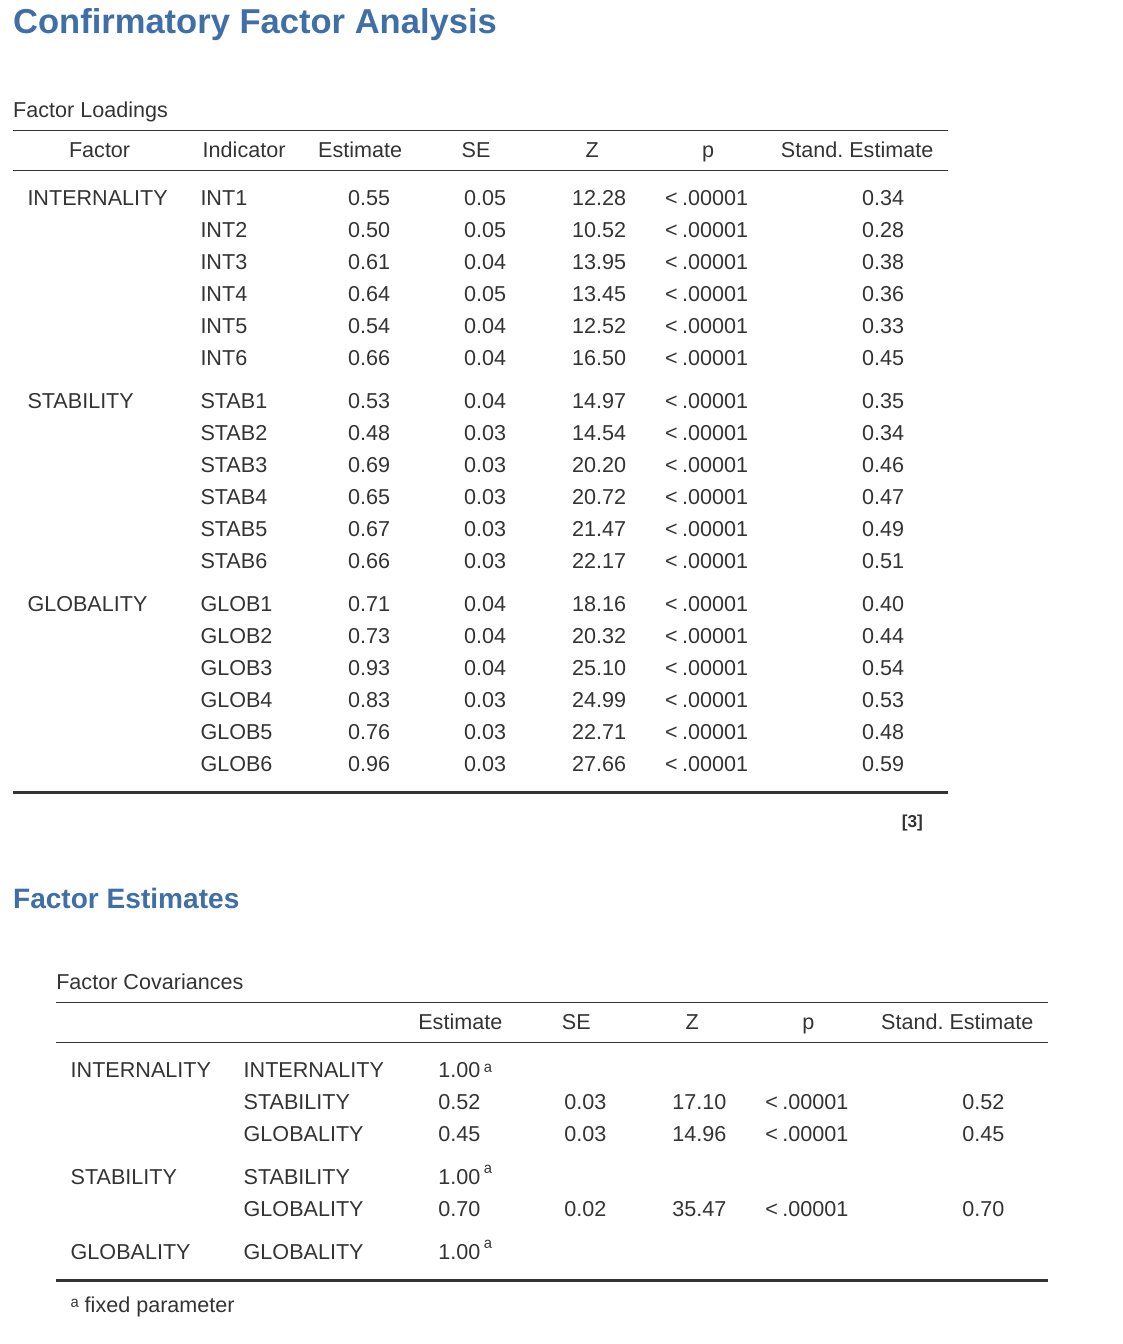 Confirmatory Factor Analysis
Factor Loadings
Factor Indicator Estimate SE Z p Stand. Estimate
INTERNALITY INT1 0.55 0.05 12.28 < .00001 0.34
INT2 0.50 0.05 10.52 < .00001 0.28
INT3 0.61 0.04 13.95 < .00001 0.38
INT4 0.64 0.05 13.45 < .00001 0.36
INT5 0.54 0.04 12.52 < .00001 0.33
INT6 0.66 0.04 16.50 < .00001 0.45
STABILITY STAB1 0.53 0.04 14.97 < .00001 0.35
STAB2 0.48 0.03 14.54 < .00001 0.34
STAB3 0.69 0.03 20.20 < .00001 0.46
STAB4 0.65 0.03 20.72 < .00001 0.47
STAB5 0.67 0.03 21.47 < .00001 0.49
STAB6 0.66 0.03 22.17 < .00001 0.51
GLOBALITY GLOB1 0.71 0.04 18.16 < .00001 0.40
GLOB2 0.73 0.04 20.32 < .00001 0.44
GLOB3 0.93 0.04 25.10 < .00001 0.54
GLOB4 0.83 0.03 24.99 < .00001 0.53
GLOB5 0.76 0.03 22.71 < .00001 0.48
GLOB6 0.96 0.03 27.66 < .00001 0.59
[3]
Factor Estimates
Factor Covariances
Estimate SE Z p Stand. Estimate
INTERNALITY INTERNALITY 1.00 a
STABILITY 0.52 0.03 17.10 < .00001 0.52
GLOBALITY 0.45 0.03 14.96 < .00001 0.45
STABILITY STABILITY 1.00 a
GLOBALITY 0.70 0.02 35.47 < .00001 0.70
GLOBALITY GLOBALITY 1.00 a
a fixed parameter